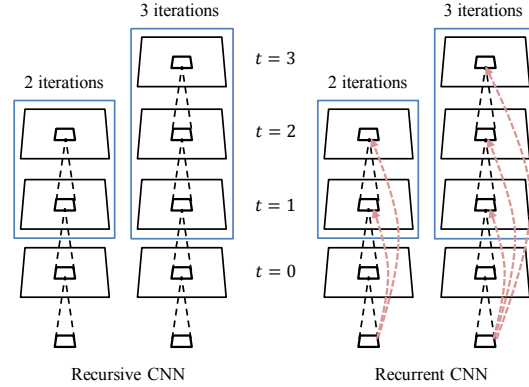 3 iterations
3 iterations
2 iterations
t = 3
2 iterations
t = 2
t = 1
t = 0
Recursive CNN
Recurrent CNN